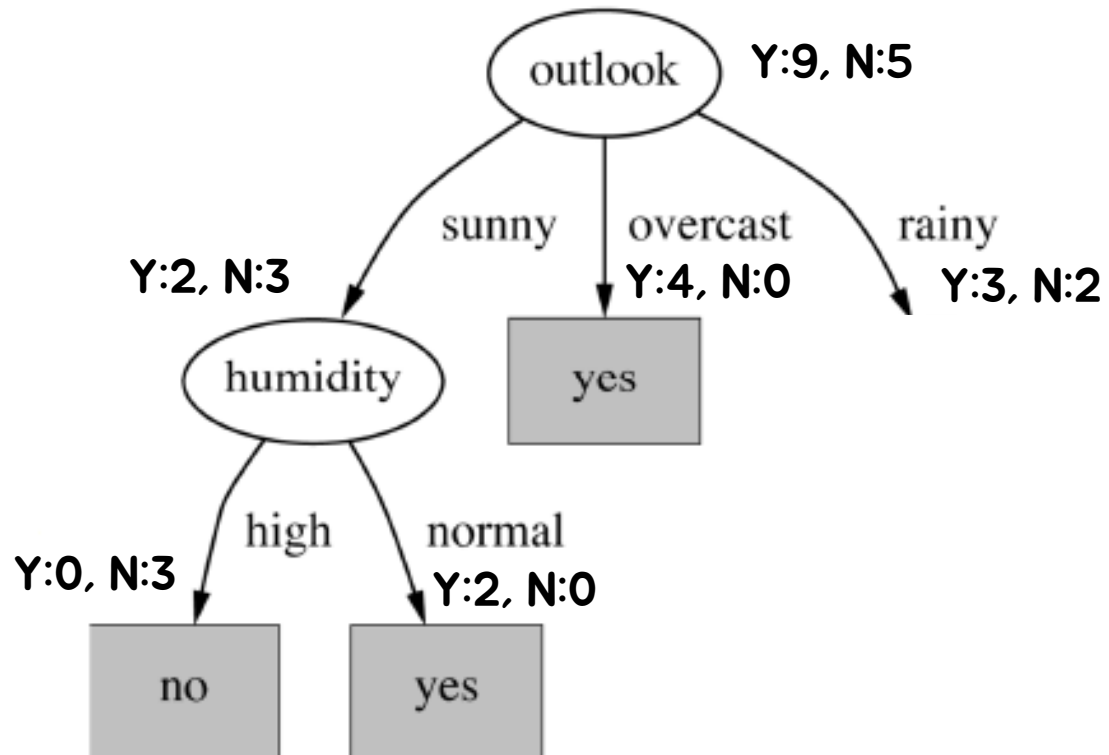 outlook Y:9, N:5
sunny overcast rainy
Y:2, N:3 Y:4, N:0 Y:3, N:2
humidity yes
high normal
Y:0, N:3 Y:2, N:0
no yes